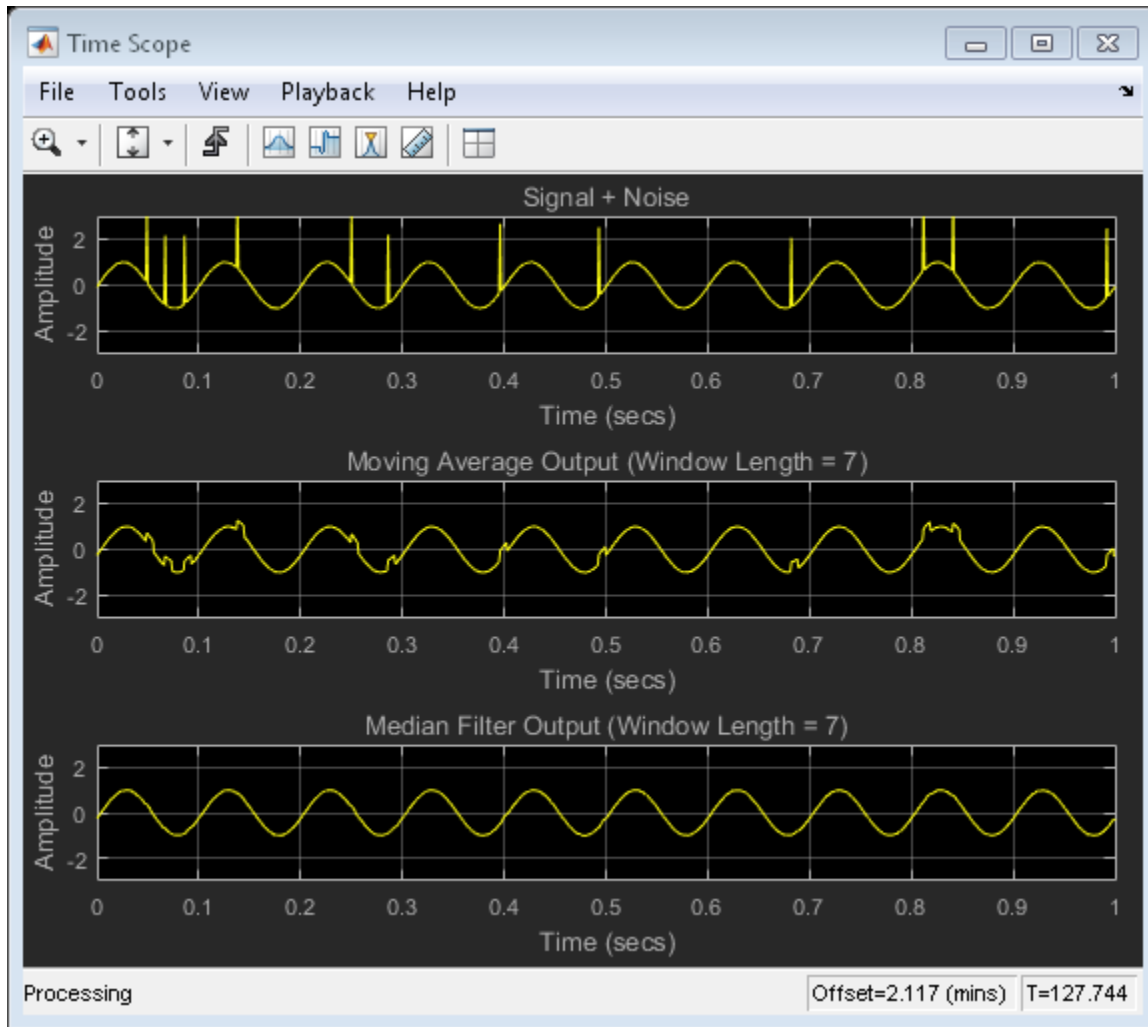 Time Scope
File Tools View Playback Help
Signal + Noise
Amplitude
2
0
-2
0 0.1 0.2 0.3 0.4 0.5 0.6 0.7 0.8 0.9 1
Time (secs)
Moving Average Output (Window Length = 7)
Amplitude
2
0
-2
0 0.1 0.2 0.3 0.4 0.5 0.6 0.7 0.8 0.9 1
Time (secs)
Median Filter Output (Window Length = 7)
Amplitude
2
0
-2
0 0.1 0.2 0.3 0.4 0.5 0.6 0.7 0.8 0.9 1
Time (secs)
Processing Offset=2.117 (mins) T=127.744